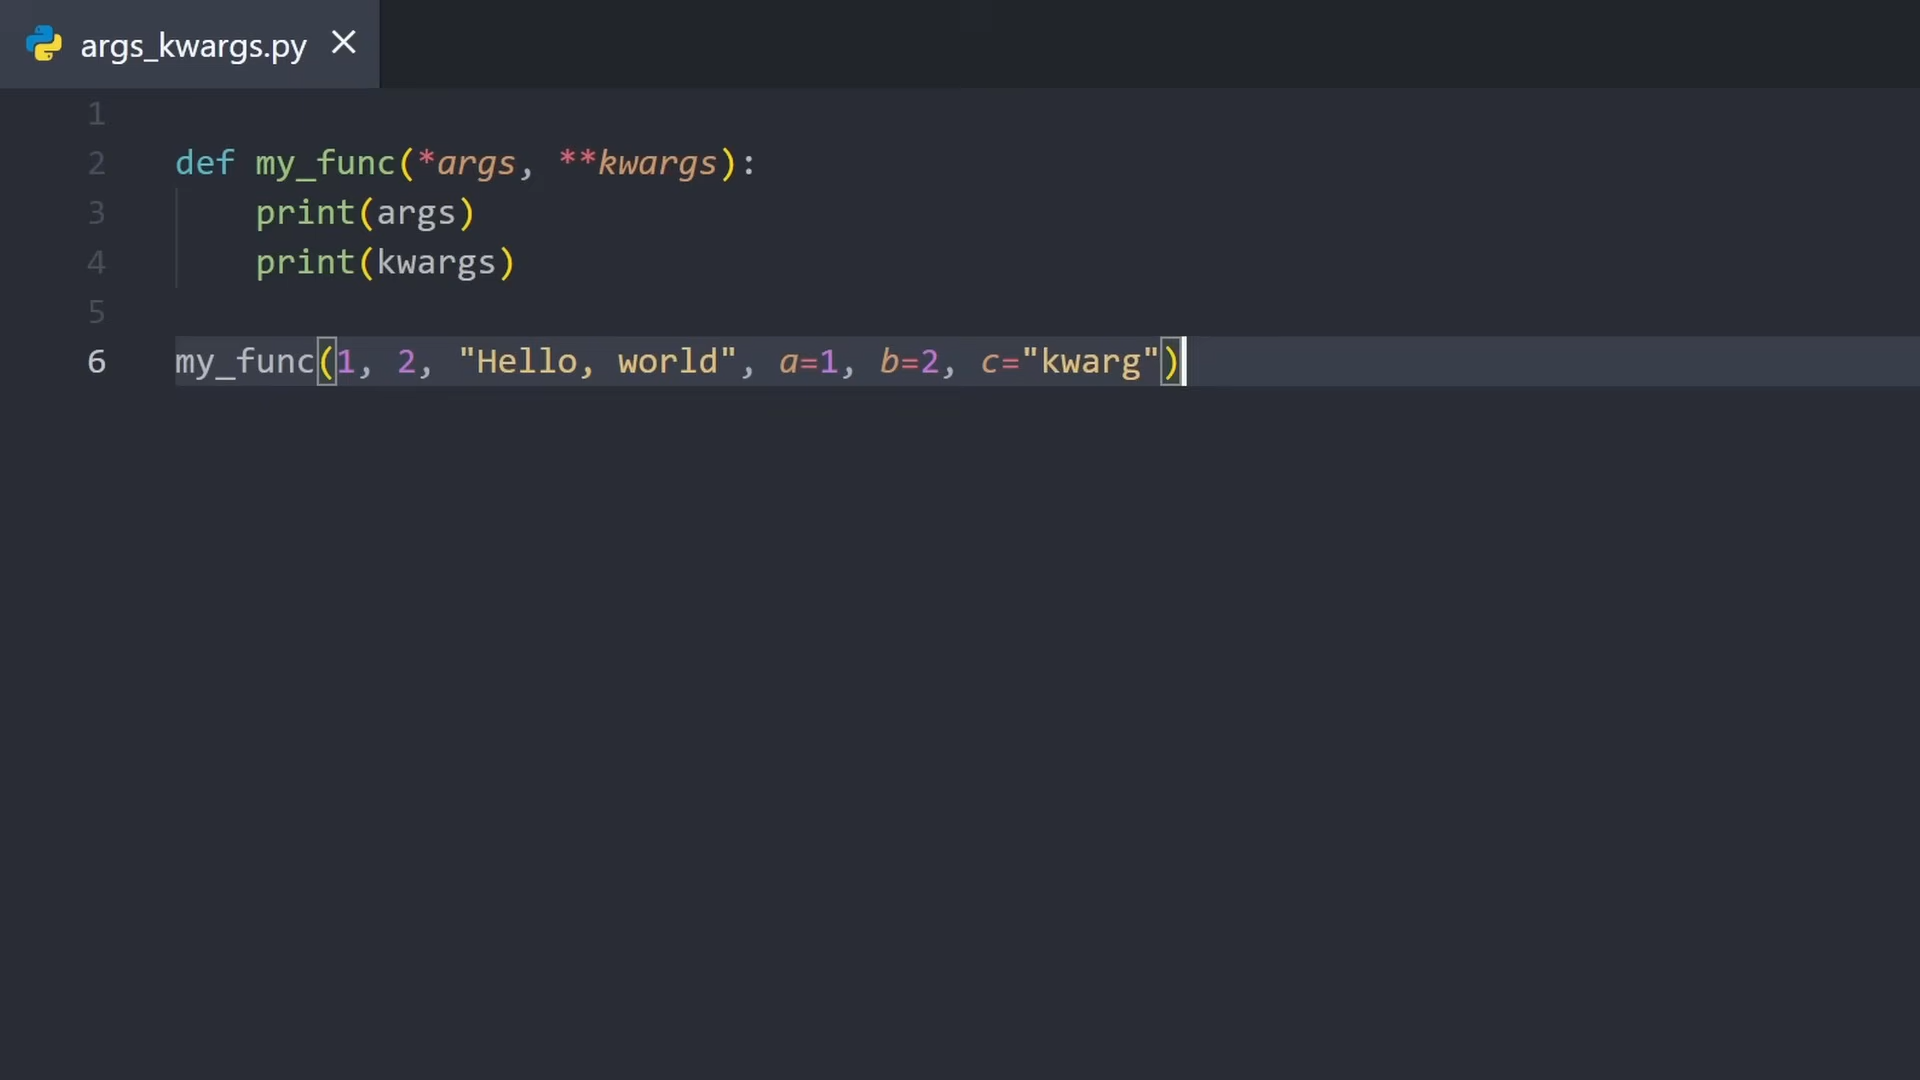 args_kwargs.py
1
2 def my_func(*args, **kwargs):
3     print(args)
4     print(kwargs)
5
6 my_func(1, 2, "Hello, world", a=1, b=2, c="kwarg")